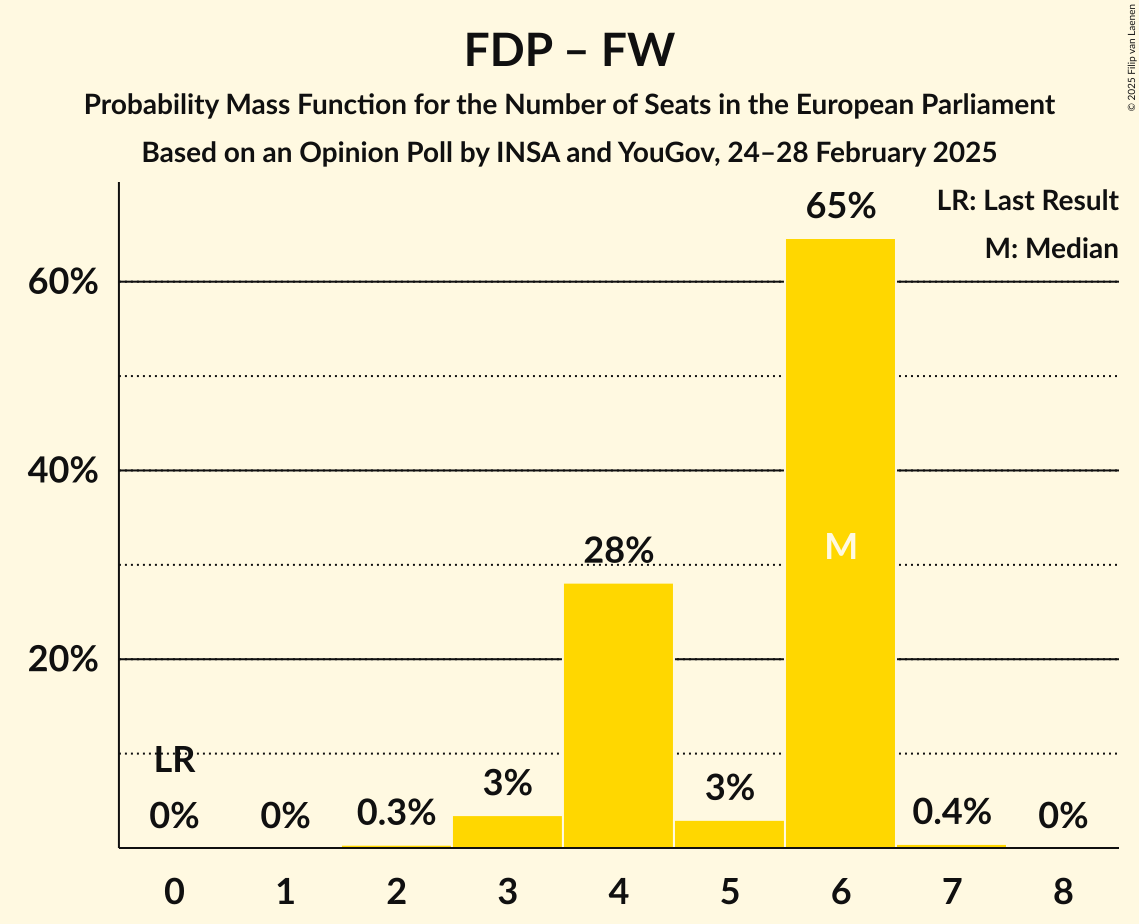 FDP – FW
Probability Mass Function for the Number of Seats in the European Parliament
Based on an Opinion Poll by INSA and YouGov, 24–28 February 2025
© 2025 Filip van Laenen
LR: Last Result
M: Median
65%
60%
40%
28%
M
20%
LR
0%
0%
0.3%
3%
3%
0.4%
0%
0 1 2 3 4 5 6 7 8